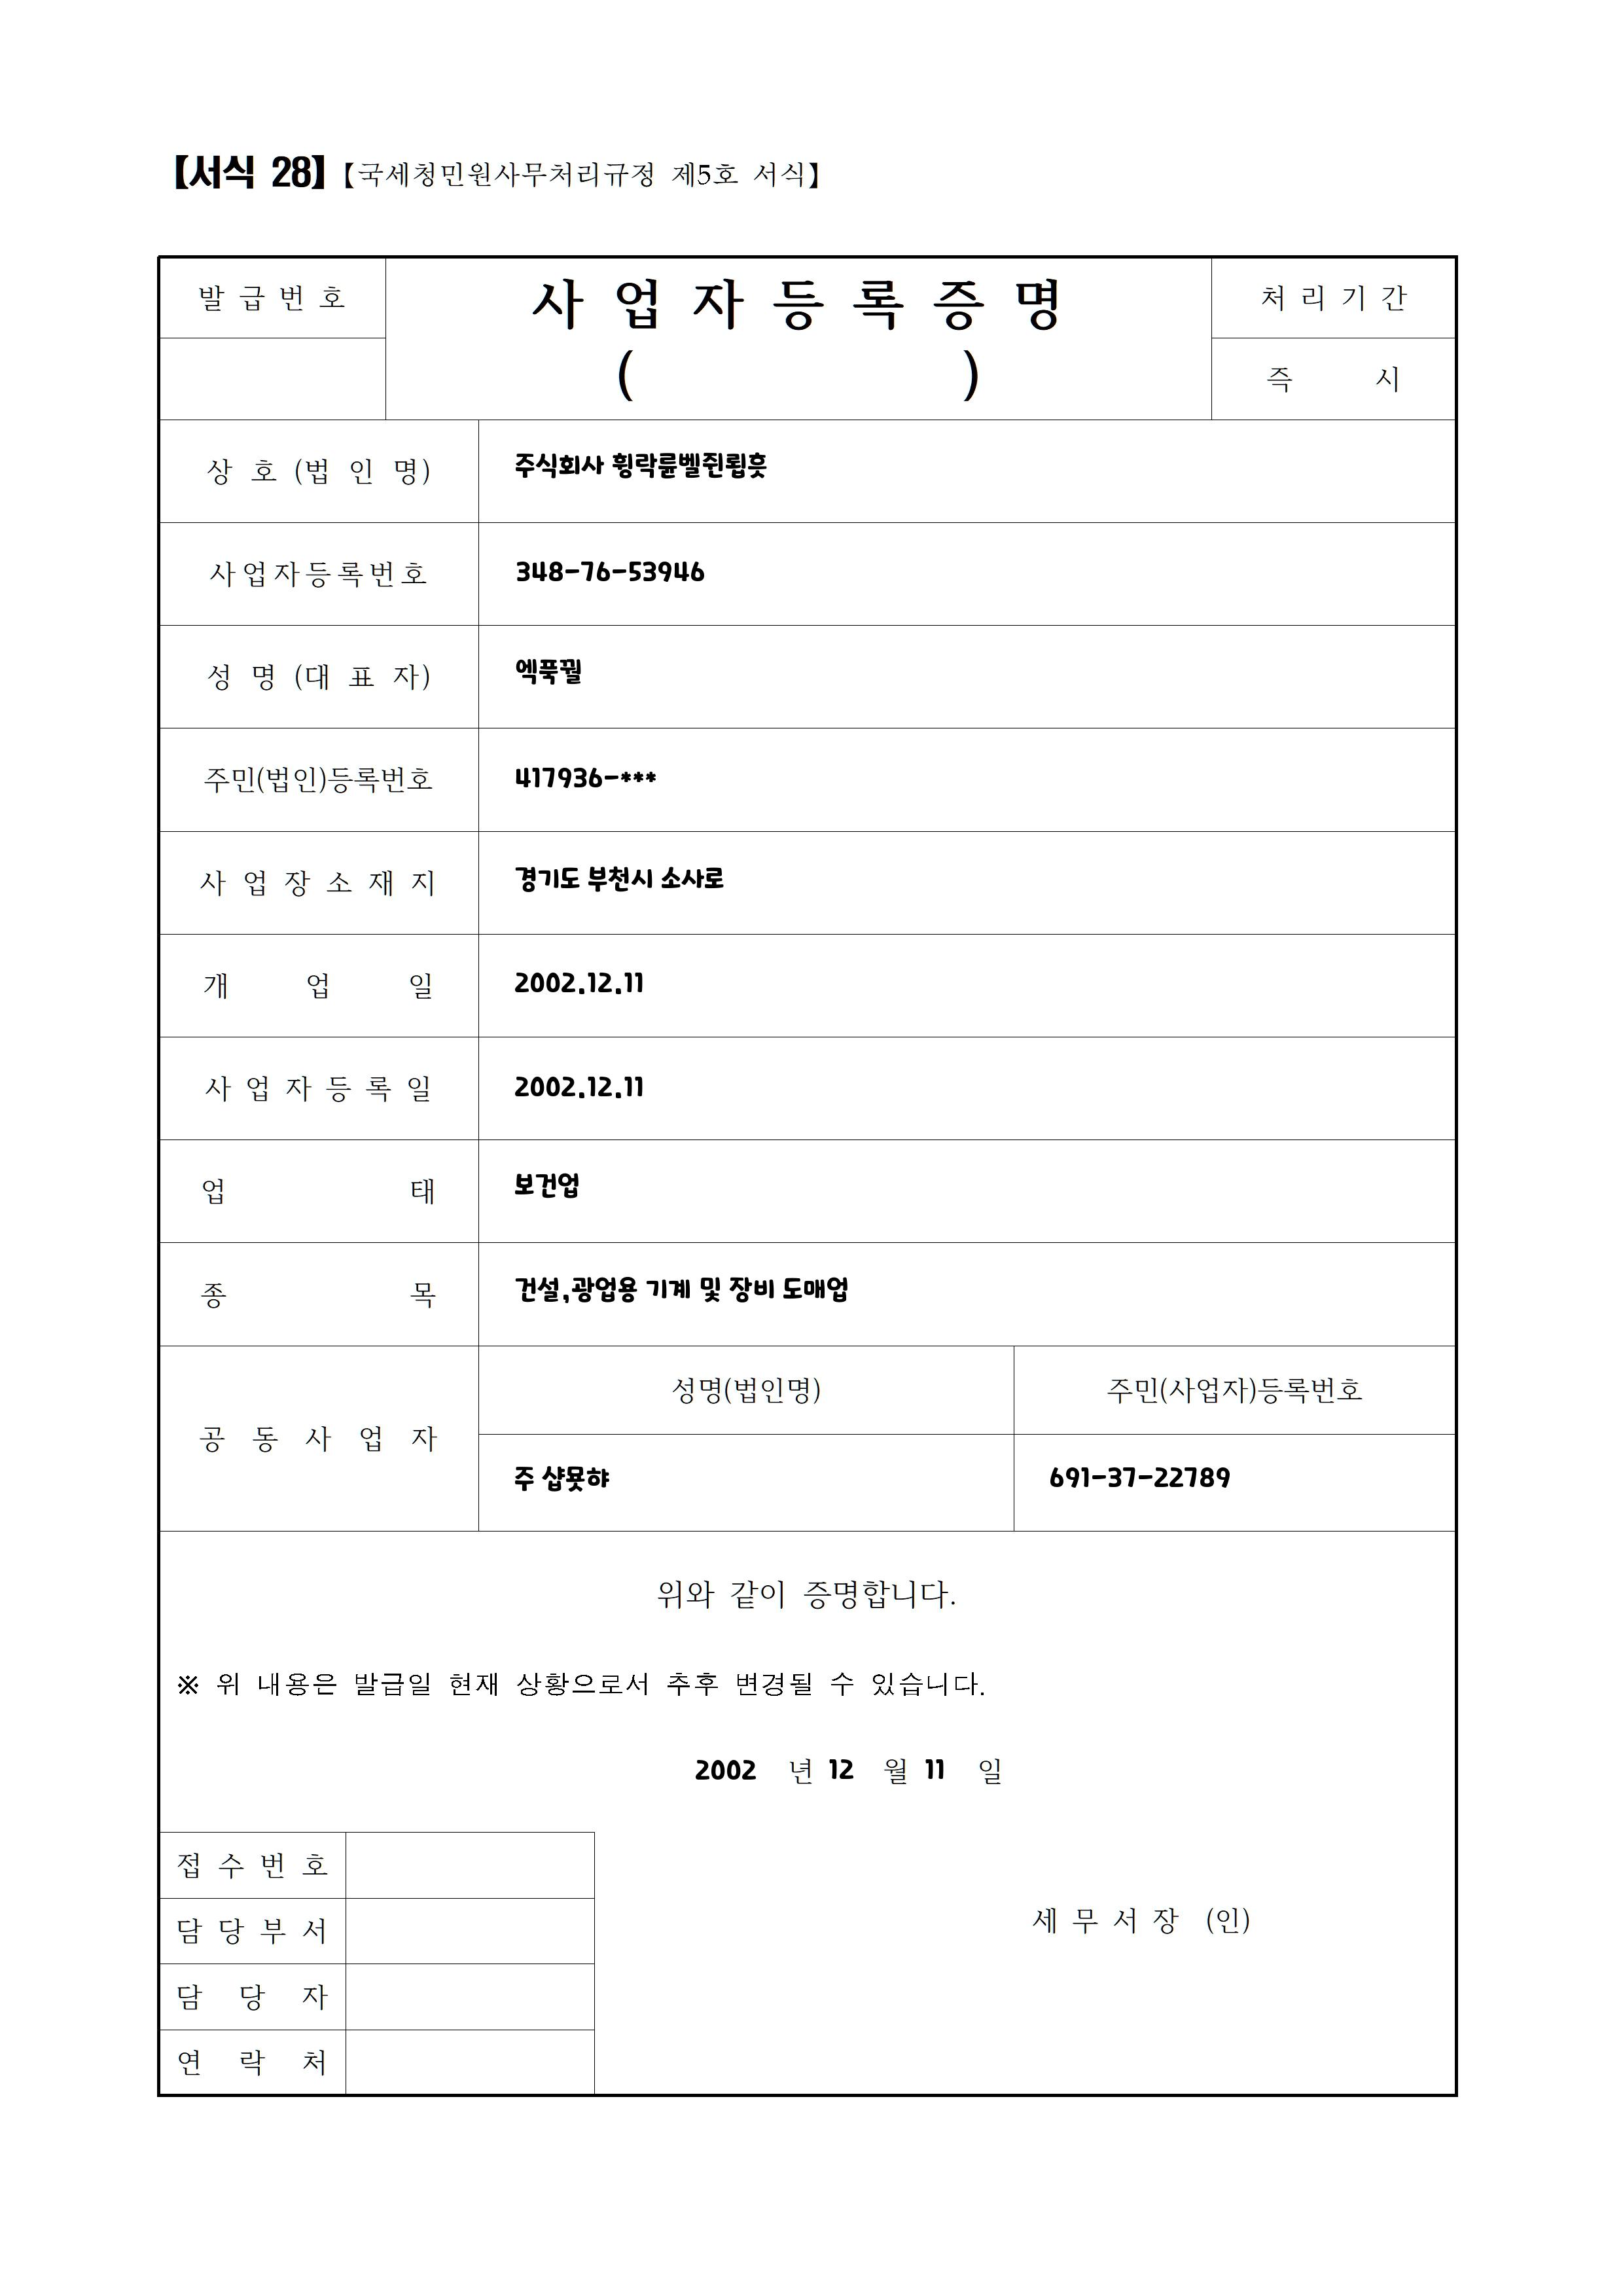 【서식 28】【국세청민원사무처리규정 제5호 서식】
발급번호
사업자등록증명
( )
처리기간
즉시
상호(법인명) 주식회사 휑락륜벨쥔룁흣
사업자등록번호 348-76-53946
성명(대표자) 엑푹꿸
주민(법인)등록번호 417936-***
사업장소재지 경기도 부천시 소사로
개업일 2002.12.11
사업자등록일 2002.12.11
업태 보건업
종목 건설,광업용 기계 및 장비 도매업
공동사업자
성명(법인명) 주민(사업자)등록번호
주 샵묫햐 691-37-22789
위와 같이 증명합니다.
※ 위 내용은 발급일 현재 상황으로서 추후 변경될 수 있습니다.
2002 년 12 월 11 일
접수번호
담당부서
세무서장 (인)
담당자
연락처